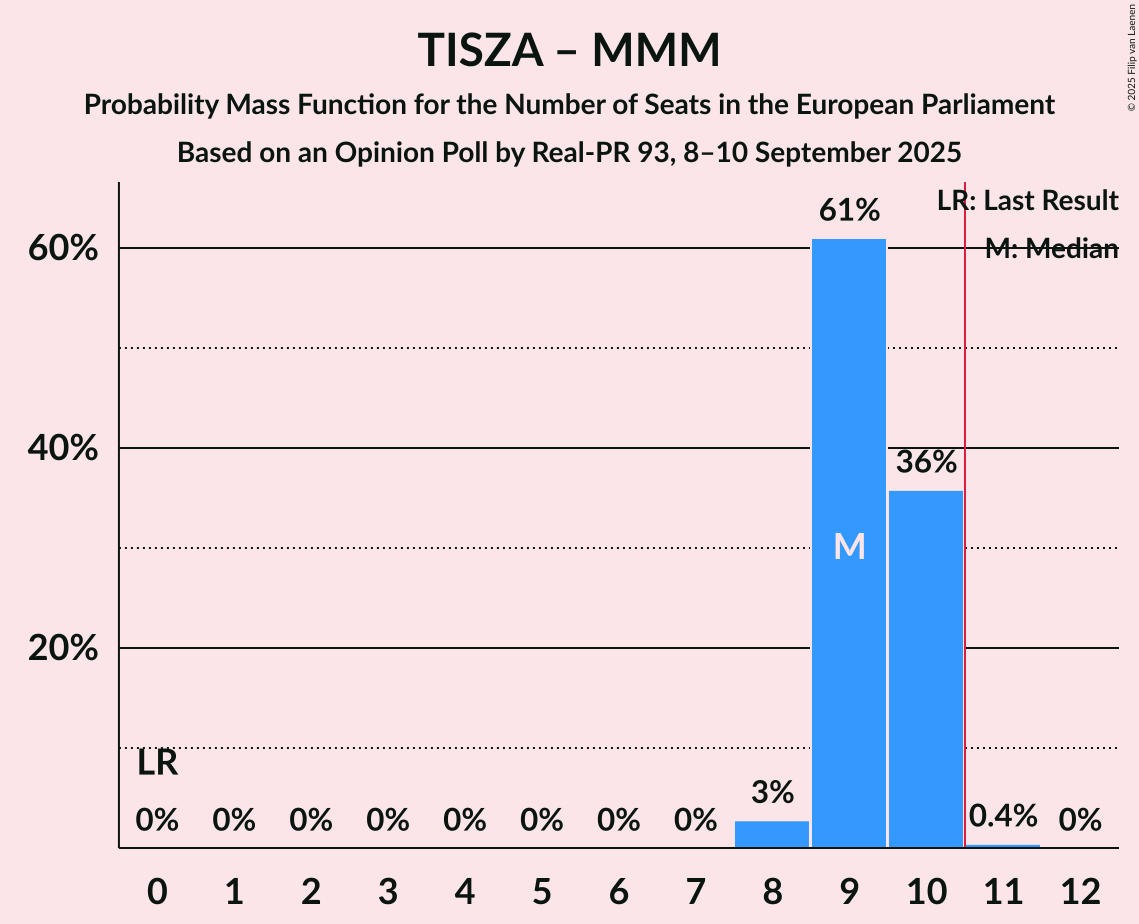 TISZA – MMM
Probability Mass Function for the Number of Seats in the European Parliament
Based on an Opinion Poll by Real-PR 93, 8–10 September 2025
© 2025 Filip van Laenen
LR: Last Result
M: Median
60%
40%
20%
61%
36%
M
LR
0% 0% 0% 0% 0% 0% 0% 0% 3% 0.4% 0%
0 1 2 3 4 5 6 7 8 9 10 11 12